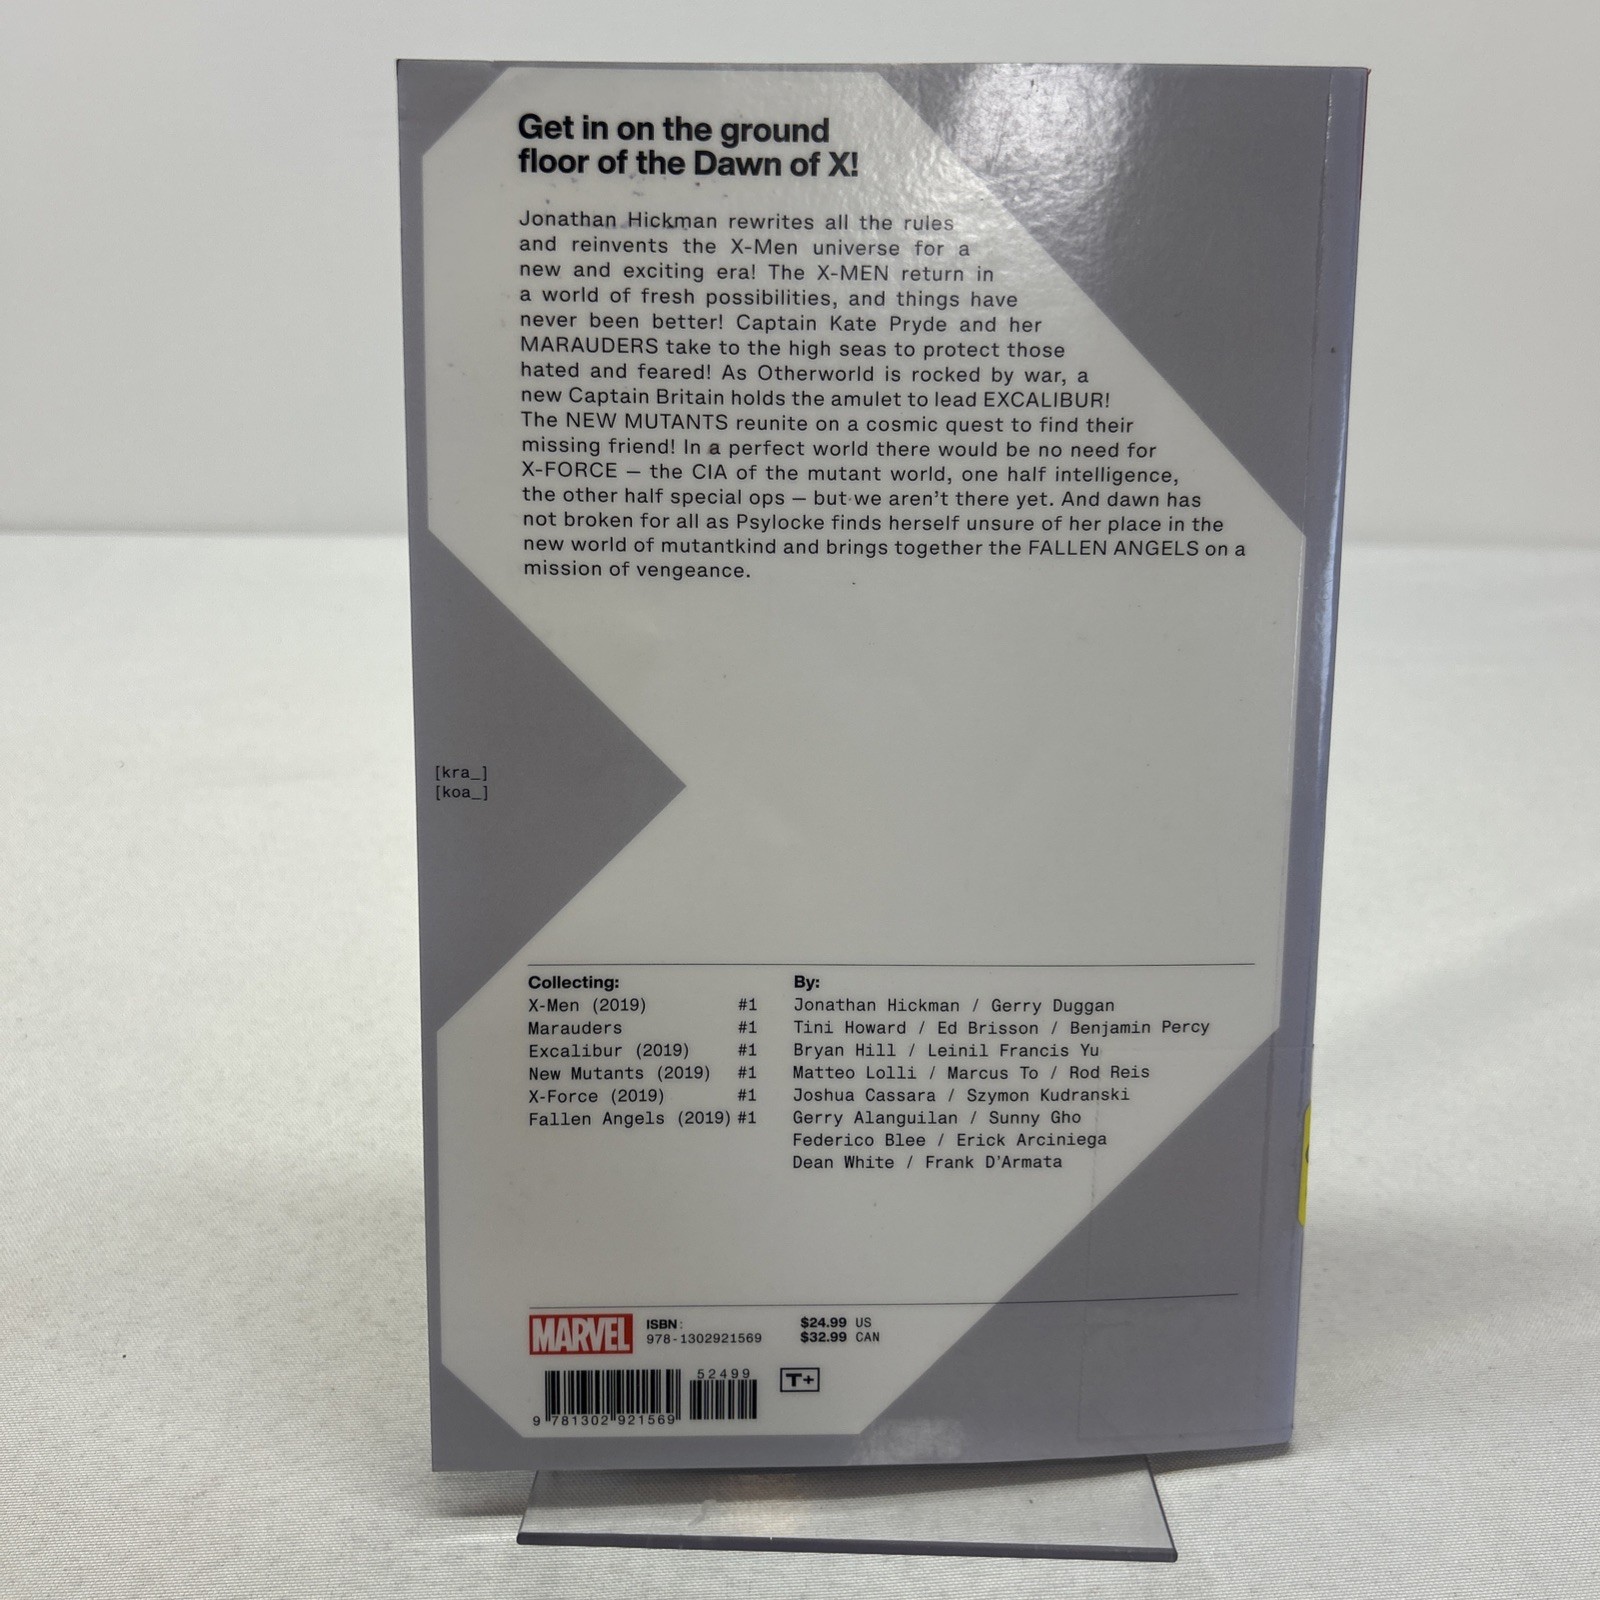 Get in on the ground
floor of the Dawn of X!
Jonathan Hickman rewrites all the rules
and reinvents the X-Men universe for a
new and exciting era! The X-MEN return in
a world of fresh possibilities, and things have
never been better! Captain Kate Pryde and her
MARAUDERS take to the high seas to protect those
hated and feared! As Otherworld is rocked by war, a
new Captain Britain holds the amulet to lead EXCALIBUR!
The NEW MUTANTS reunite on a cosmic quest to find their
missing friend! In a perfect world there would be no need for
X-FORCE — the CIA of the mutant world, one half intelligence,
the other half special ops — but we aren't there yet. And dawn has
not broken for all as Psylocke finds herself unsure of her place in the
new world of mutantkind and brings together the FALLEN ANGELS on a
mission of vengeance.
[kra_]
[koa_]
Collecting:
X-Men (2019) #1
Marauders #1
Excalibur (2019) #1
New Mutants (2019) #1
X-Force (2019) #1
Fallen Angels (2019) #1
By:
Jonathan Hickman / Gerry Duggan
Tini Howard / Ed Brisson / Benjamin Percy
Bryan Hill / Leinil Francis Yu
Matteo Lolli / Marcus To / Rod Reis
Joshua Cassara / Szymon Kudranski
Gerry Alanguilan / Sunny Gho
Federico Blee / Erick Arciniega
Dean White / Frank D'Armata
MARVEL
ISBN:
978-1302921569
$24.99 US
$32.99 CAN
52499
9 781302 921569
T+